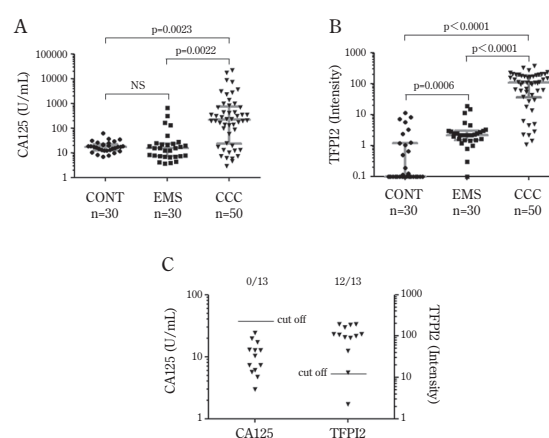 A
p=0.0023
p=0.0022
NS
CA125 (U/mL)
100000
10000
1000
100
10
1
CONT
n=30
EMS
n=30
CCC
n=50
B
p<0.0001
p<0.0001
p=0.0006
TFPI2 (Intensity)
1000
100
10
1
0.1
CONT
n=30
EMS
n=30
CCC
n=50
C
0/13
12/13
CA125 (U/mL)
100
10
1
cut off
cut off
1000
100
10
1
TFPI2 (Intensity)
CA125
TFPI2